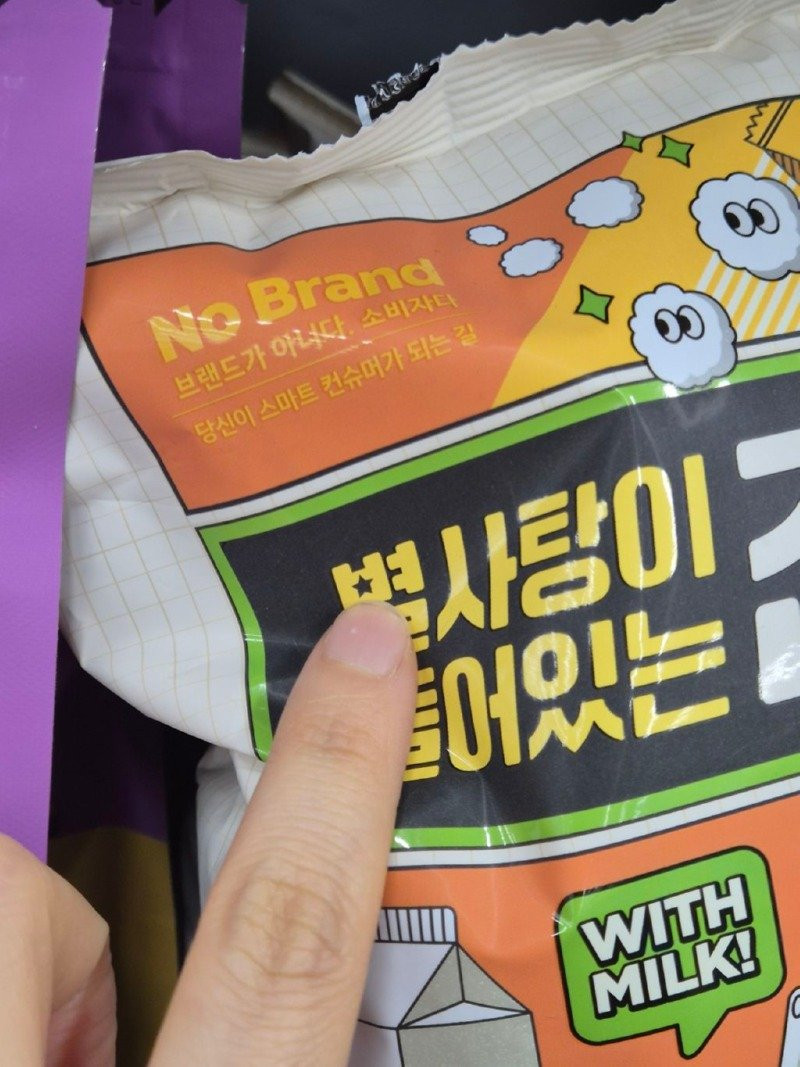 No Brand
브랜드가 아니다. 소비자다
당신이 스마트 컨슈머가 되는 길
별사탕이
들어있는
WITH
MILK!